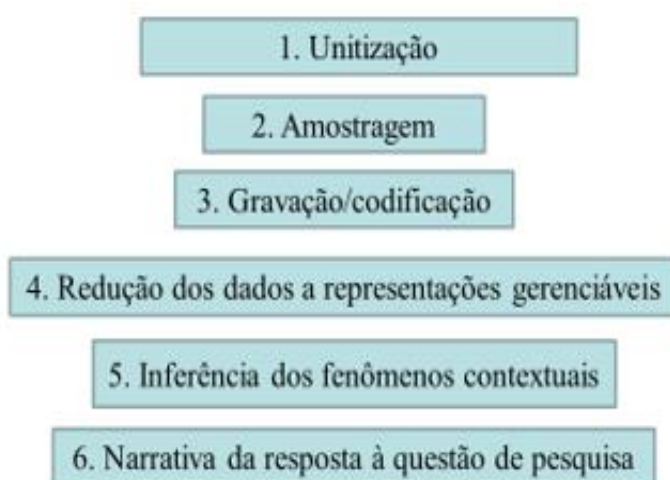 1. Unitização
2. Amostragem
3. Gravação/codificação
4. Redução dos dados a representações gerenciáveis
5. Inferência dos fenômenos contextuais
6. Narrativa da resposta à questão de pesquisa